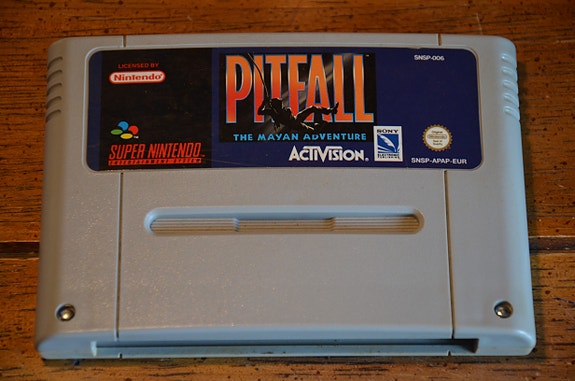 LICENSED BY
Nintendo
SUPER NINTENDO
ENTERTAINMENT SYSTEM
PITFALL
THE MAYAN ADVENTURE
ACTIVISION.
SONY
SNSP-006
SNSP-APAP-EUR